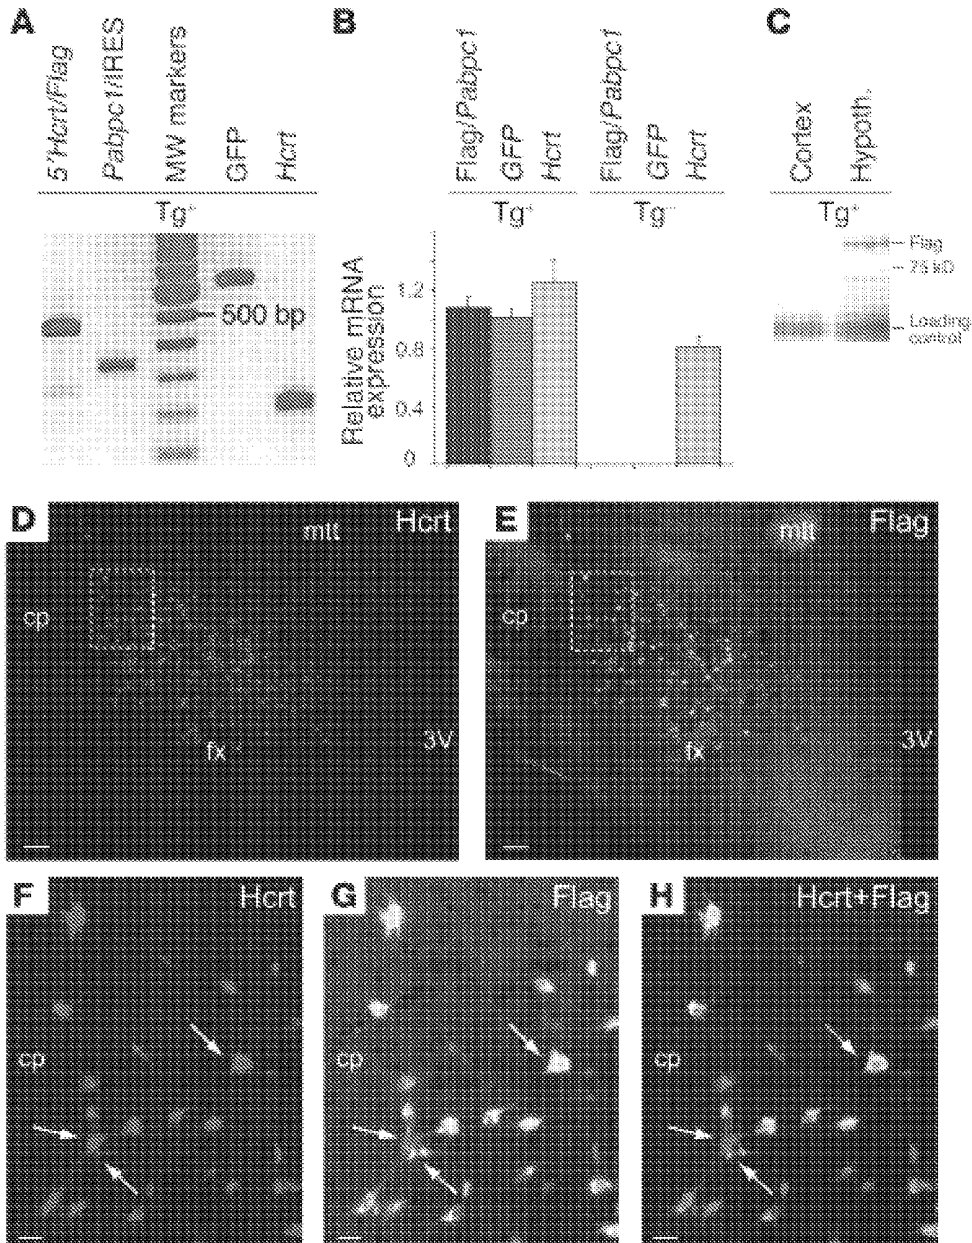 A
5'Hcrt/Flag
Pabpc1/IRES
MW markers
GFP
Hcrt
Tg+
500 bp
B
Flag/Pabpc1
GFP
Hcrt
Flag/Pabpc1
GFP
Hcrt
Tg+
Tg−
Relative mRNA
expression
1.2
0.8
0.4
0
C
Cortex
Hypoth.
Tg+
Flag
75 kD
Loading
control
D
Hcrt
mtt
cp
fx
3V
E
Flag
mtt
cp
fx
3V
F
Hcrt
cp
G
Flag
cp
H
Hcrt+Flag
cp